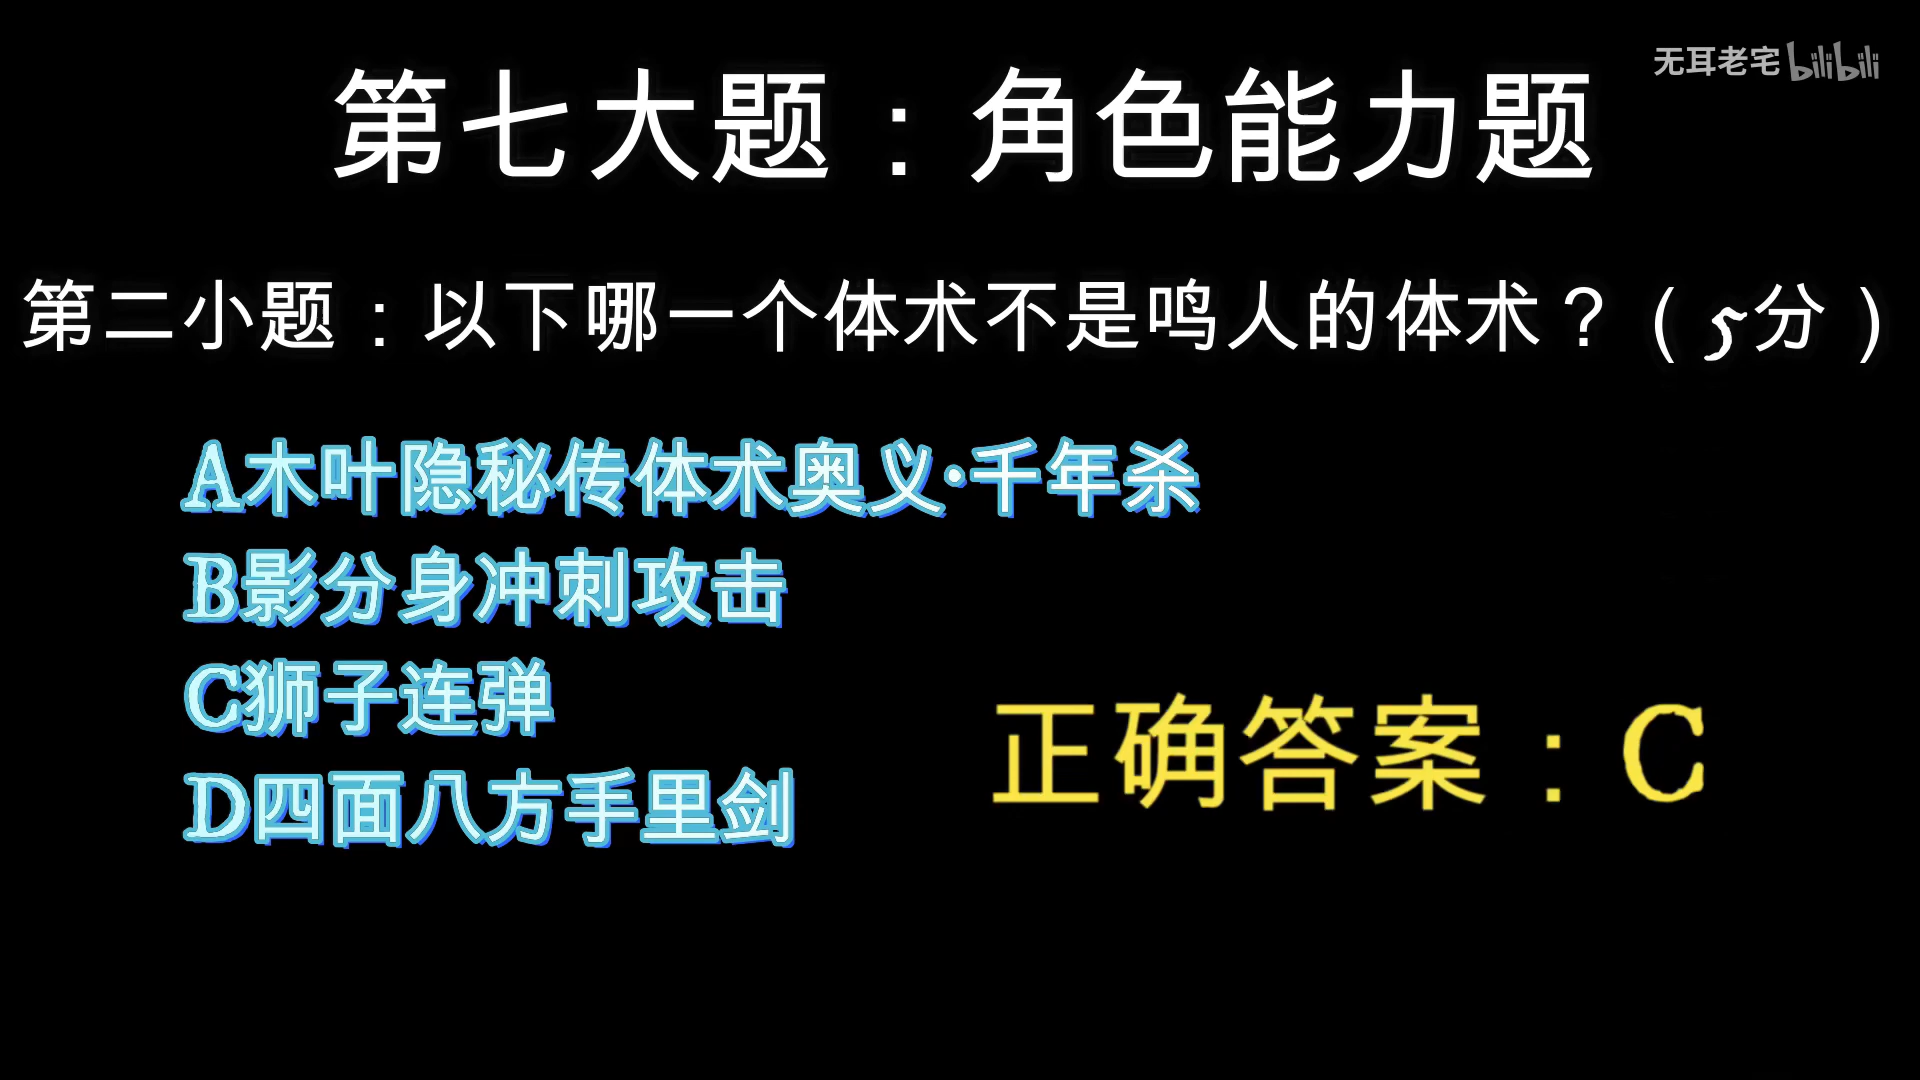 无耳老宅 bilibili
第七大题：角色能力题
第二小题：以下哪一个体术不是鸣人的体术？（5分）
A木叶隐秘传体术奥义·千年杀
B影分身冲刺攻击
C狮子连弹
D四面八方手里剑
正确答案：C